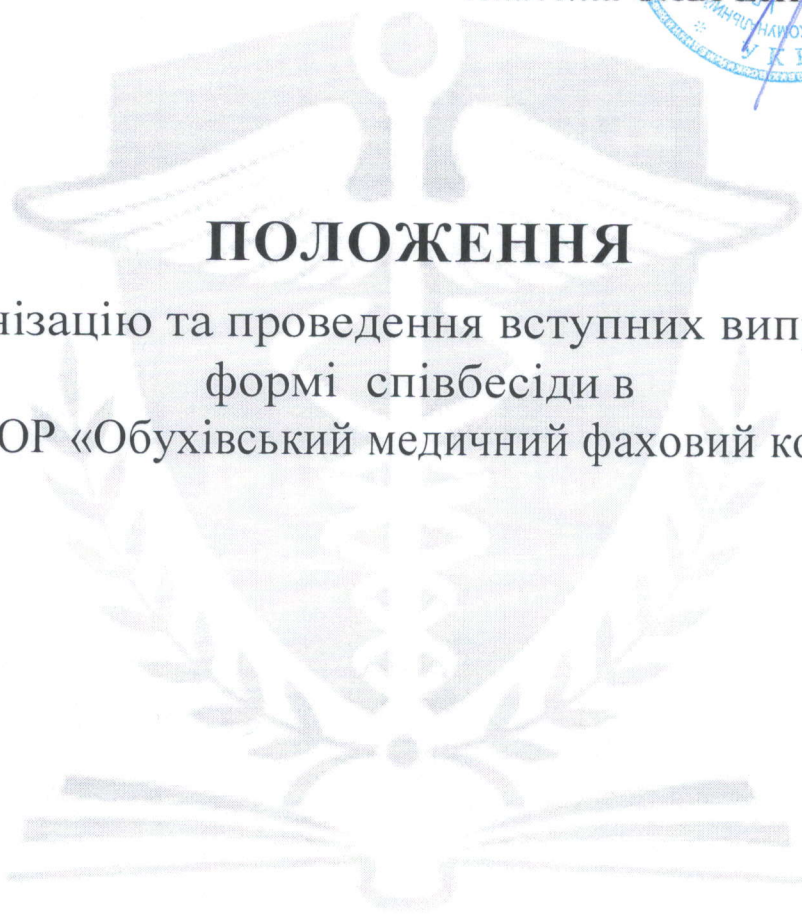 ПОЛОЖЕННЯ
нізацію та проведення вступних вип
формі співбесіди в
ОР «Обухівський медичний фаховий ко